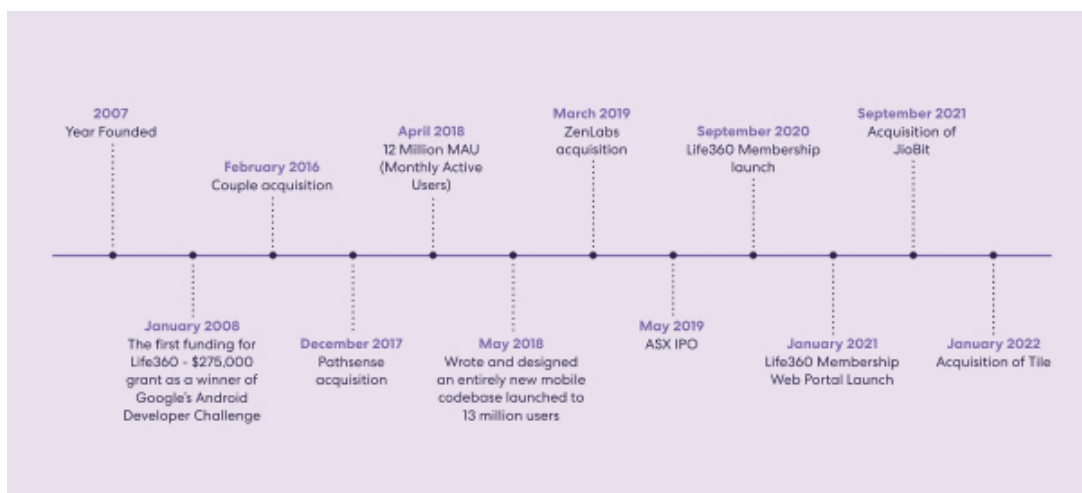 2007
Year Founded
January 2008
The first funding for
Life360 - $275,000
grant as a winner of
Google's Android
Developer Challenge
February 2016
Couple acquisition
December 2017
Pathsense
acquisition
April 2018
12 Million MAU
(Monthly Active
Users)
May 2018
Wrote and designed
an entirely new mobile
codebase launched to
13 million users
March 2019
ZenLabs
acquisition
May 2019
ASX IPO
September 2020
Life360 Membership
launch
January 2021
Life360 Membership
Web Portal Launch
September 2021
Acquisition of
JioBit
January 2022
Acquisition of Tile